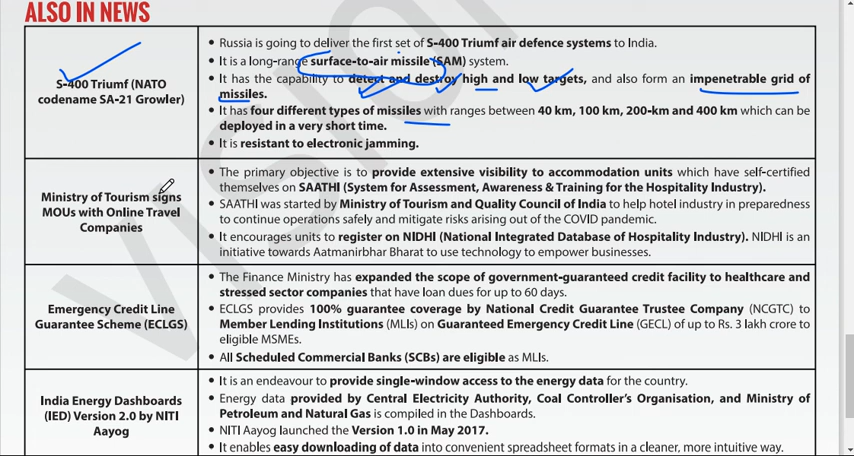 ALSO IN NEWS
S-400 Triumf (NATO
codename SA-21 Growler)
• Russia is going to deliver the first set of S-400 Triumf air defence systems to India.
• It is a long-range surface-to-air missile (SAM) system.
• It has the capability to detect and destroy high and low targets, and also form an impenetrable grid of
missiles.
• It has four different types of missiles with ranges between 40 km, 100 km, 200-km and 400 km which can be
deployed in a very short time.
• It is resistant to electronic jamming.
Ministry of Tourism signs
MOUs with Online Travel
Companies
• The primary objective is to provide extensive visibility to accommodation units which have self-certified
themselves on SAATHI (System for Assessment, Awareness & Training for the Hospitality Industry).
• SAATHI was started by Ministry of Tourism and Quality Council of India to help hotel industry in preparedness
to continue operations safely and mitigate risks arising out of the COVID pandemic.
• It encourages units to register on NIDHI (National Integrated Database of Hospitality Industry). NIDHI is an
initiative towards Aatmanirbhar Bharat to use technology to empower businesses.
Emergency Credit Line
Guarantee Scheme (ECLGS)
• The Finance Ministry has expanded the scope of government-guaranteed credit facility to healthcare and
stressed sector companies that have loan dues for up to 60 days.
• ECLGS provides 100% guarantee coverage by National Credit Guarantee Trustee Company (NCGTC) to
Member Lending Institutions (MLIs) on Guaranteed Emergency Credit Line (GECL) of up to Rs. 3 lakh crore to
eligible MSMEs.
• All Scheduled Commercial Banks (SCBs) are eligible as MLIs.
India Energy Dashboards
(IED) Version 2.0 by NITI
Aayog
• It is an endeavour to provide single-window access to the energy data for the country.
• Energy data provided by Central Electricity Authority, Coal Controller's Organisation, and Ministry of
Petroleum and Natural Gas is compiled in the Dashboards.
• NITI Aayog launched the Version 1.0 in May 2017.
• It enables easy downloading of data into convenient spreadsheet formats in a cleaner, more intuitive way.